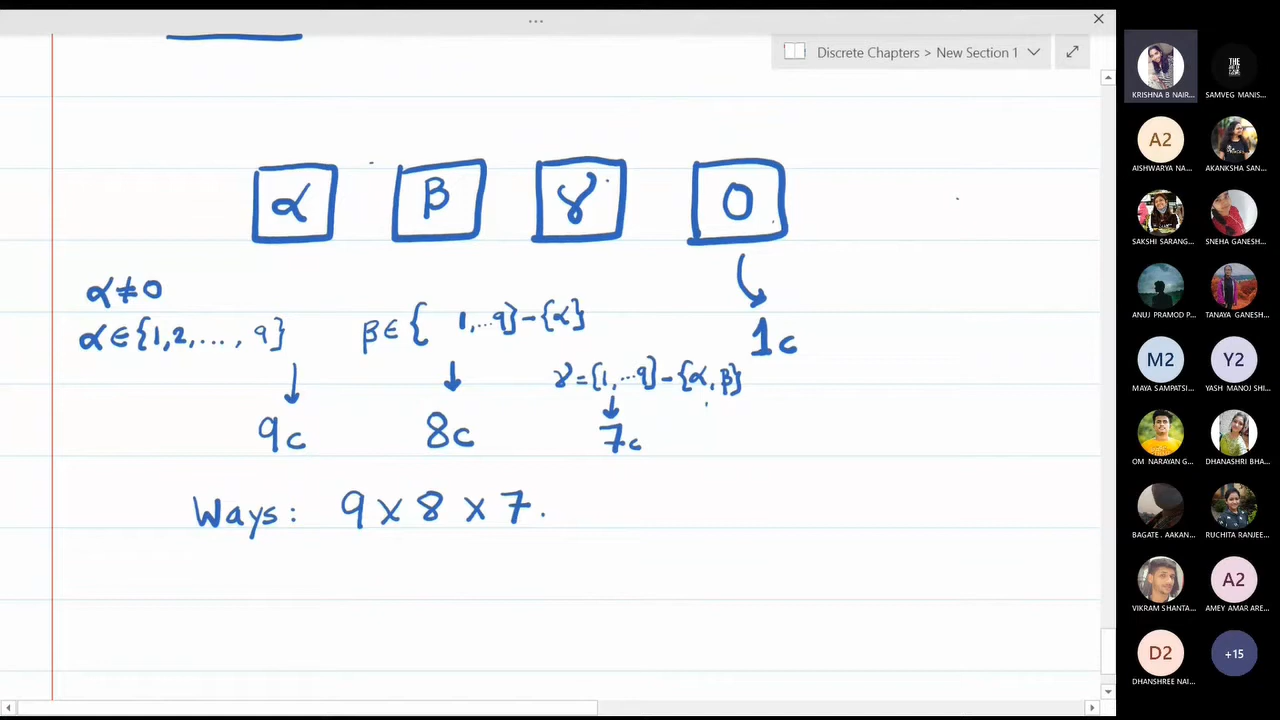 Discrete Chapters > New Section 1
α β γ 0
α≠0
α∈{1,2,..., 9}
β∈{ 1,...9}-{α}
1c
γ={1,...9}-{α,β}
9c 8c 7c
Ways: 9 x 8 x 7.
KRISHNA B NAIR...
THE
SAMVEG MANIS...
A2
AISHWARYA NA...
AKANKSHA SAN...
SAKSHI SARANG...
SNEHA GANESH...
ANUJ PRAMOD P...
TANAYA GANESH...
M2
MAYA SAMPATSI...
Y2
YASH MANOJ SHI...
OM NARAYAN G...
DHANASHRI BHA...
BAGATE . AAKAN...
RUCHITA RANJEE...
VIKRAM SHANTA...
A2
AMEY AMAR ARE...
D2
DHANSHREE NAI...
+15